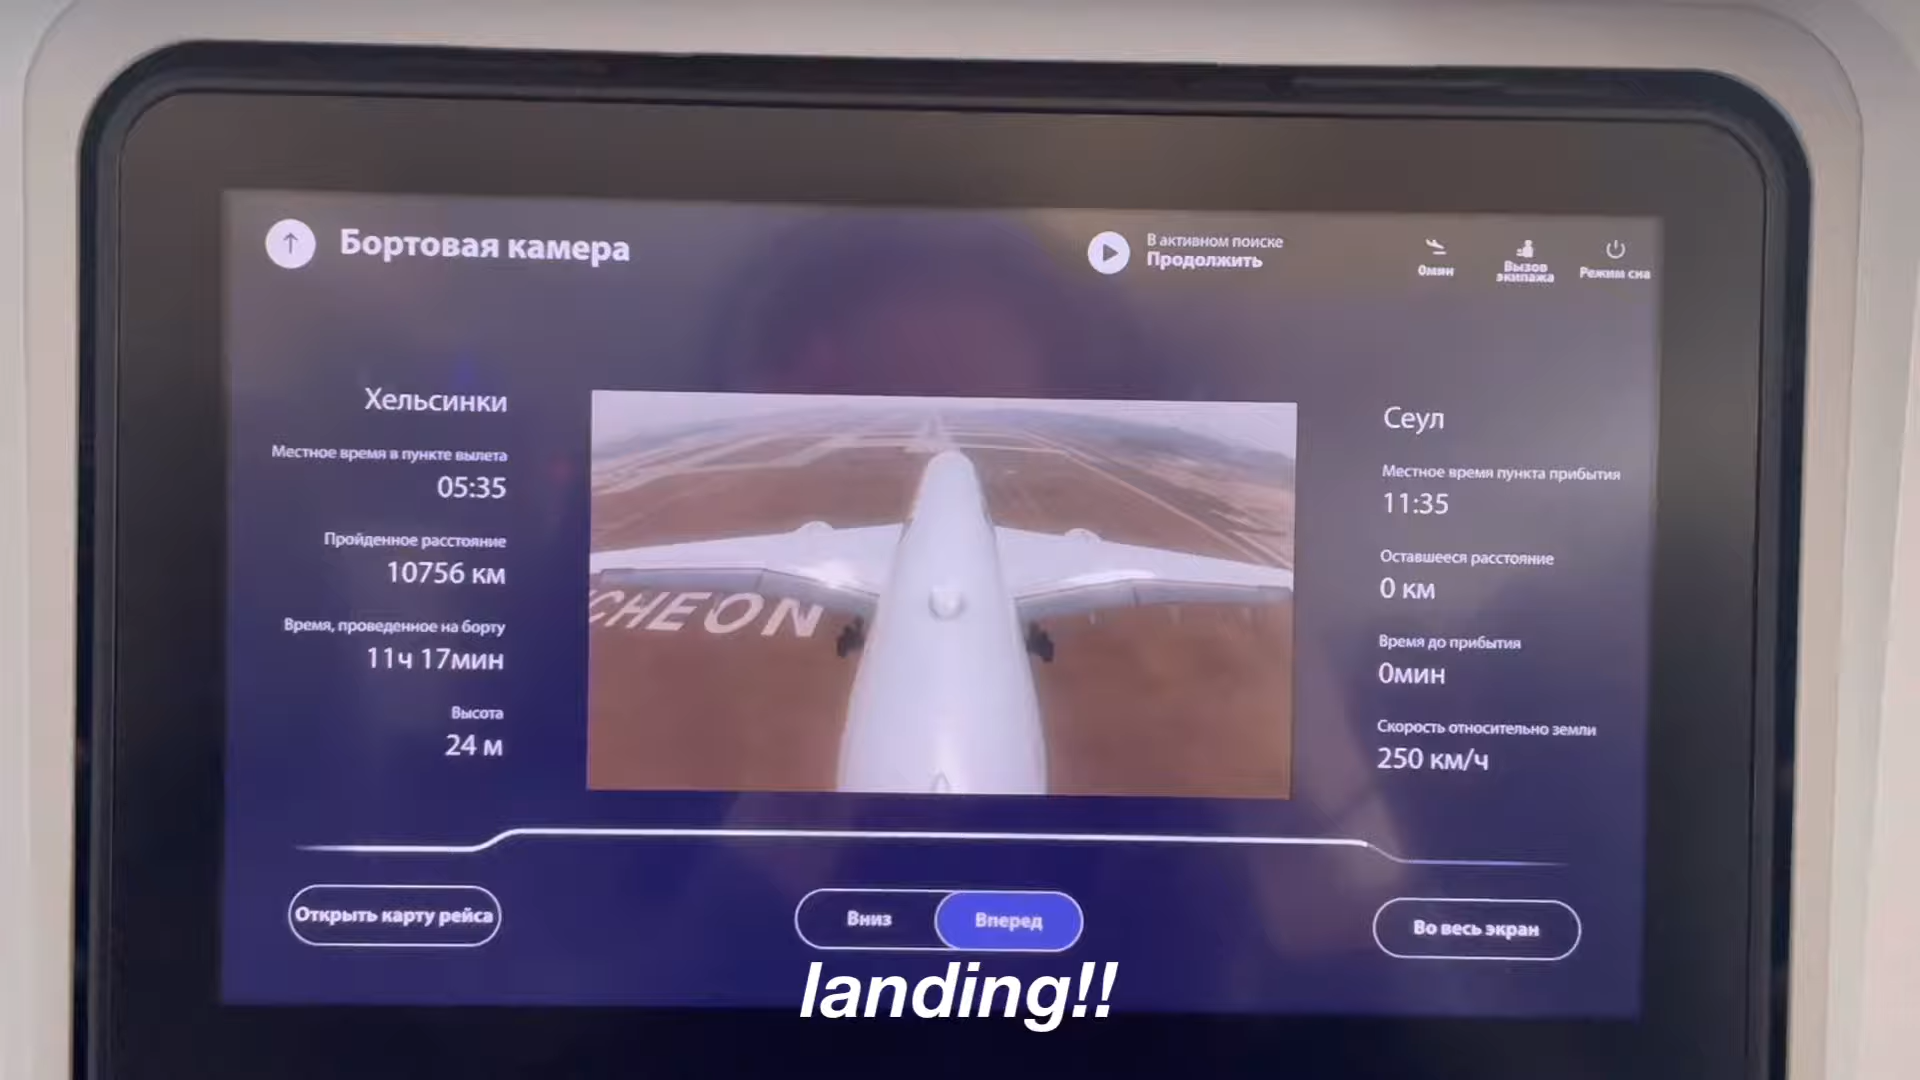 Бортовая камера
В активном поиске
Продолжить
0мин
Вызов
экипажа
Режим сна
Хельсинки
Местное время в пункте вылета
05:35
Пройденное расстояние
10756 км
Время, проведенное на борту
11ч 17мин
Высота
24 м
CHEON
Сеул
Местное время пункта прибытия
11:35
Оставшееся расстояние
0 км
Время до прибытия
0мин
Скорость относительно земли
250 км/ч
Открыть карту рейса
Вниз
Вперед
Во весь экран
landing!!